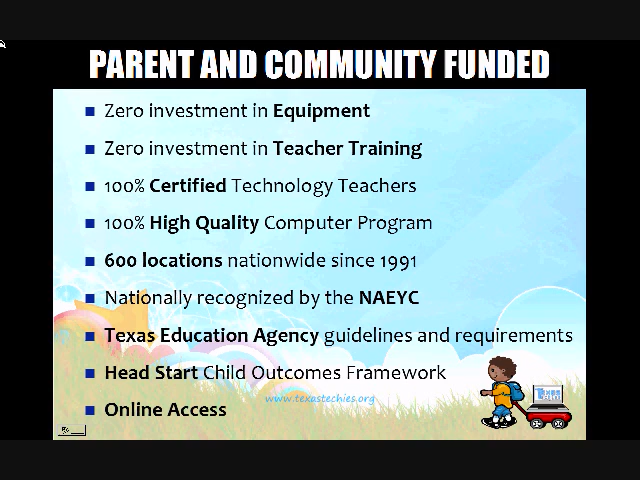 PARENT AND COMMUNITY FUNDED
Zero investment in Equipment
Zero investment in Teacher Training
100% Certified Technology Teachers
100% High Quality Computer Program
600 locations nationwide since 1991
Nationally recognized by the NAEYC
Texas Education Agency guidelines and requirements
Head Start Child Outcomes Framework
www.texastechies.org
Online Access